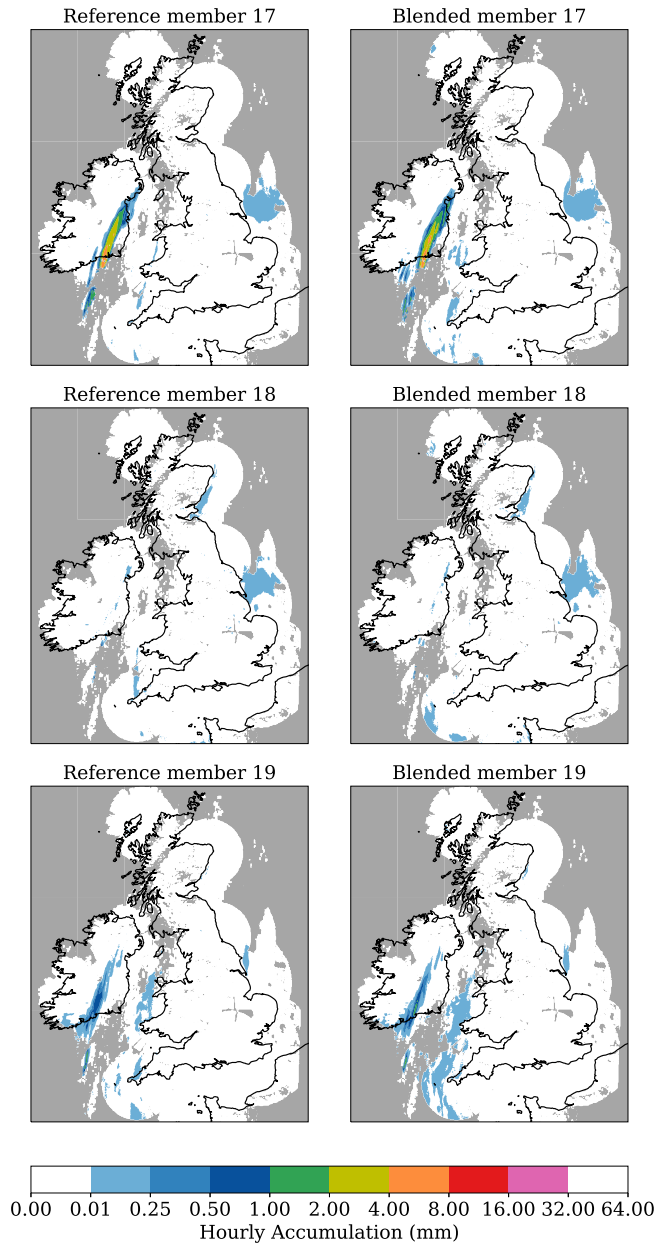 Reference member 17 Blended member 17
Reference member 18 Blended member 18
Reference member 19 Blended member 19
0.00 0.01 0.25 0.50 1.00 2.00 4.00 8.00 16.00 32.00 64.00
Hourly Accumulation (mm)